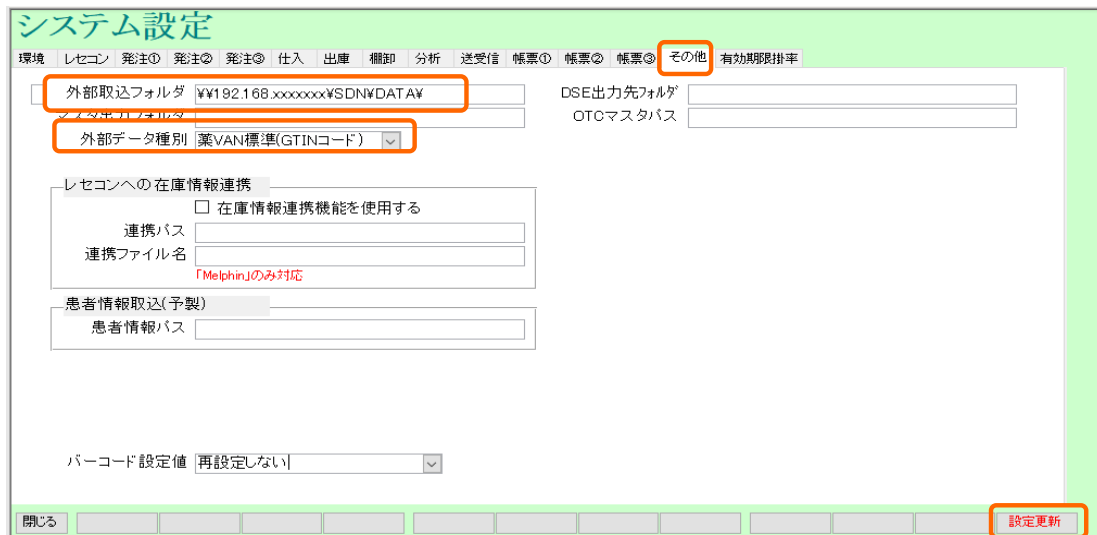 システム設定
環境 レセコン 発注① 発注② 発注③ 仕入 出庫 棚卸 分析 送受信 帳票① 帳票② 帳票③ その他 有効期限掛率
外部取込フォルダ ¥¥192.168.xxxxxxx¥SDN¥DATA¥ DSE出力先フォルダ
マスタ出力フォルダ OTCマスタパス
外部データ種別 薬VAN標準(GTINコード)
レセコンへの在庫情報連携
在庫情報連携機能を使用する
連携パス
連携ファイル名
「Melphin」のみ対応
患者情報取込(予製)
患者情報パス
バーコード設定値 再設定しない
閉じる 設定更新